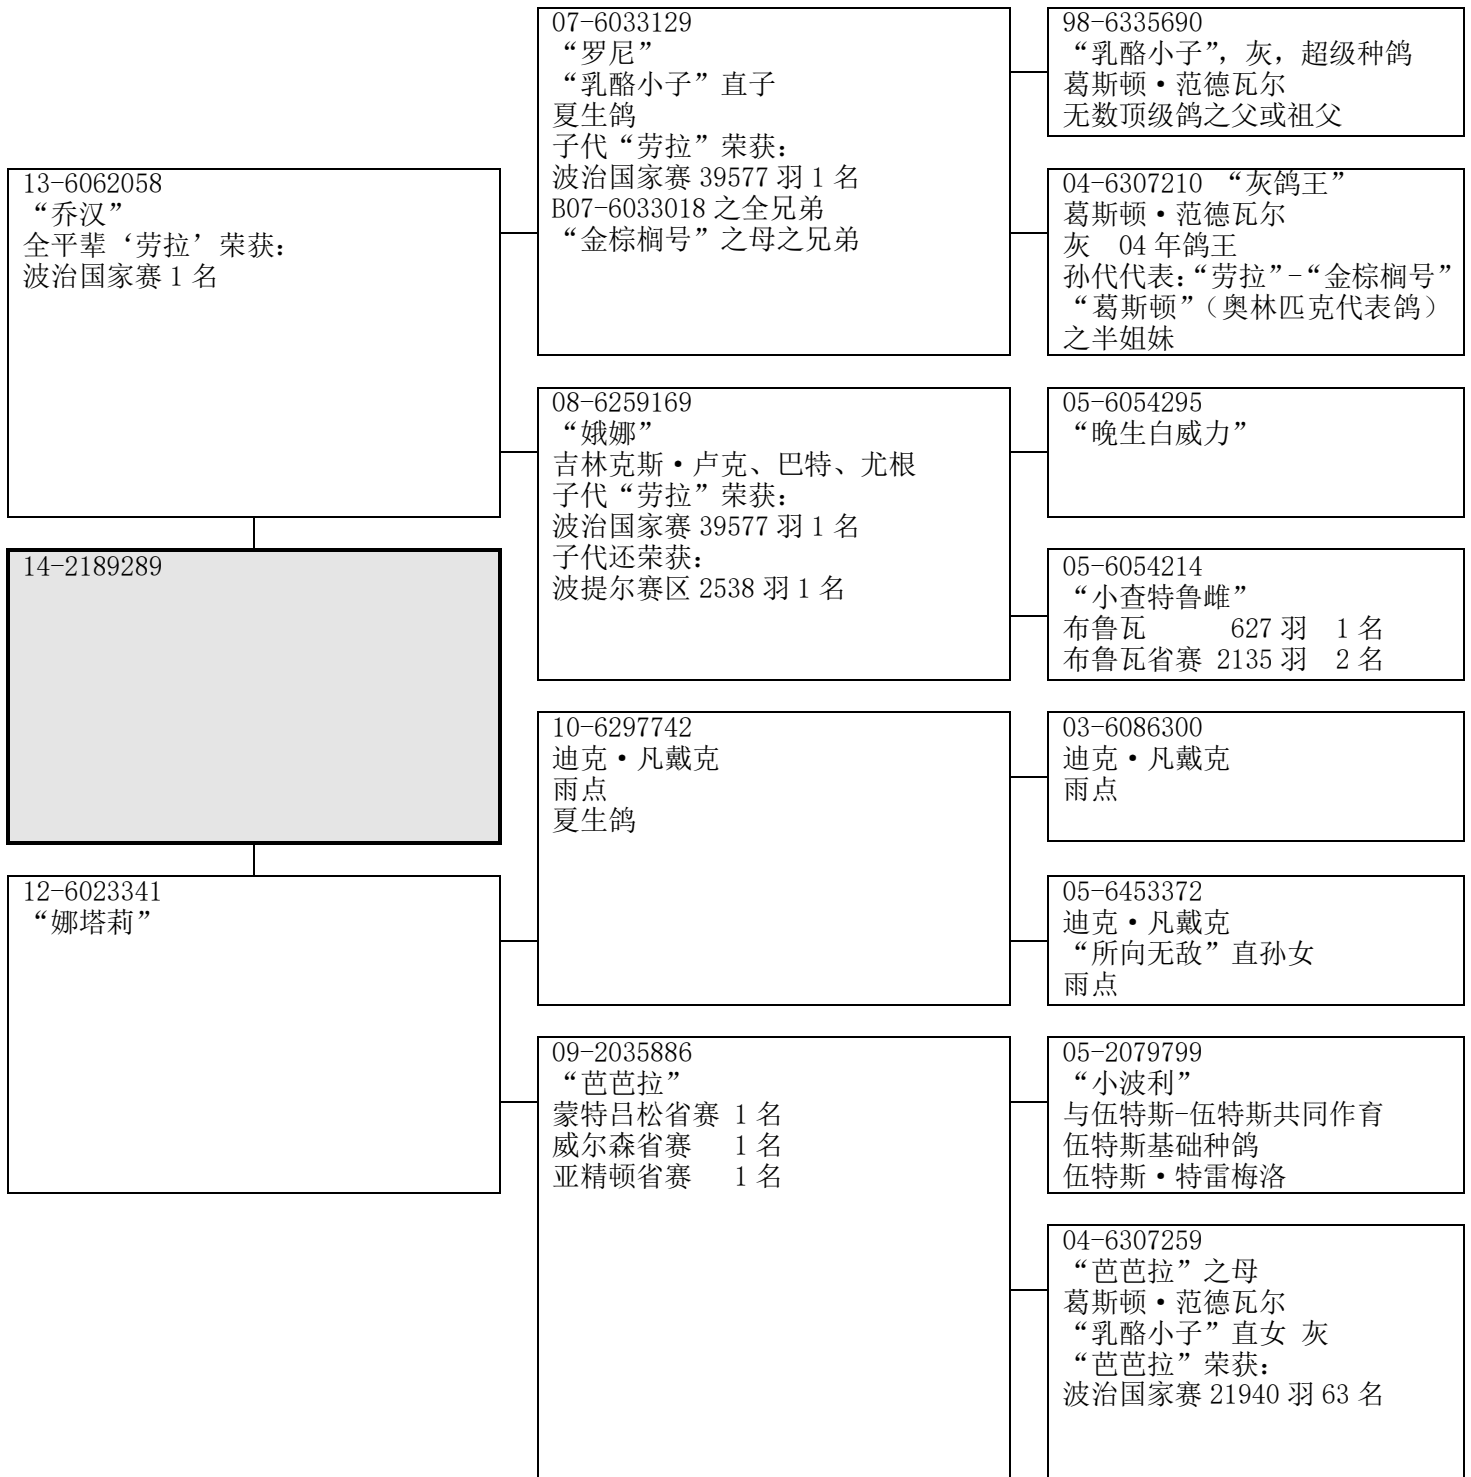 13-6062058
“乔汉”
全平辈‘劳拉’荣获：
波治国家赛 1 名
14-2189289
12-6023341
“娜塔莉”
07-6033129
“罗尼”
“乳酪小子”直子
夏生鸽
子代“劳拉”荣获：
波治国家赛 39577 羽 1 名
B07-6033018 之全兄弟
“金棕榈号”之母之兄弟
08-6259169
“娥娜”
吉林克斯·卢克、巴特、尤根
子代“劳拉”荣获：
波治国家赛 39577 羽 1 名
子代还荣获：
波提尔赛区 2538 羽 1 名
10-6297742
迪克·凡戴克
雨点
夏生鸽
09-2035886
“芭芭拉”
蒙特吕松省赛 1 名
威尔森省赛 1 名
亚精顿省赛 1 名
98-6335690
“乳酪小子”，灰，超级种鸽
葛斯顿·范德瓦尔
无数顶级鸽之父或祖父
04-6307210 “灰鸽王”
葛斯顿·范德瓦尔
灰 04 年鸽王
孙代代表：“劳拉”-“金棕榈号”
“葛斯顿”（奥林匹克代表鸽）
之半姐妹
05-6054295
“晚生白威力”
05-6054214
“小查特鲁雌”
布鲁瓦 627 羽 1 名
布鲁瓦省赛 2135 羽 2 名
03-6086300
迪克·凡戴克
雨点
05-6453372
迪克·凡戴克
“所向无敌”直孙女
雨点
05-2079799
“小波利”
与伍特斯-伍特斯共同作育
伍特斯基础种鸽
伍特斯·特雷梅洛
04-6307259
“芭芭拉”之母
葛斯顿·范德瓦尔
“乳酪小子”直女 灰
“芭芭拉”荣获：
波治国家赛 21940 羽 63 名